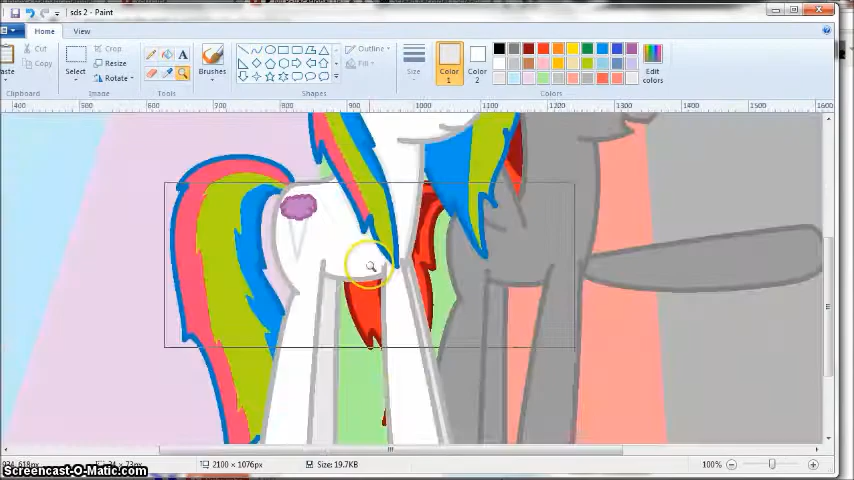 sds 2 - Paint
Home
View
Cut
Copy
Paste
Clipboard
Select
Crop
Resize
Rotate
Image
Tools
Brushes
Outline
Fill
Shapes
Size
Color
1
Color
2
Edit
colors
Colors
400
500
600
700
800
900
1000
1100
1200
1300
1400
1500
1600
2100 × 1076px
Size: 19.7KB
100%
Screencast-O-Matic.com